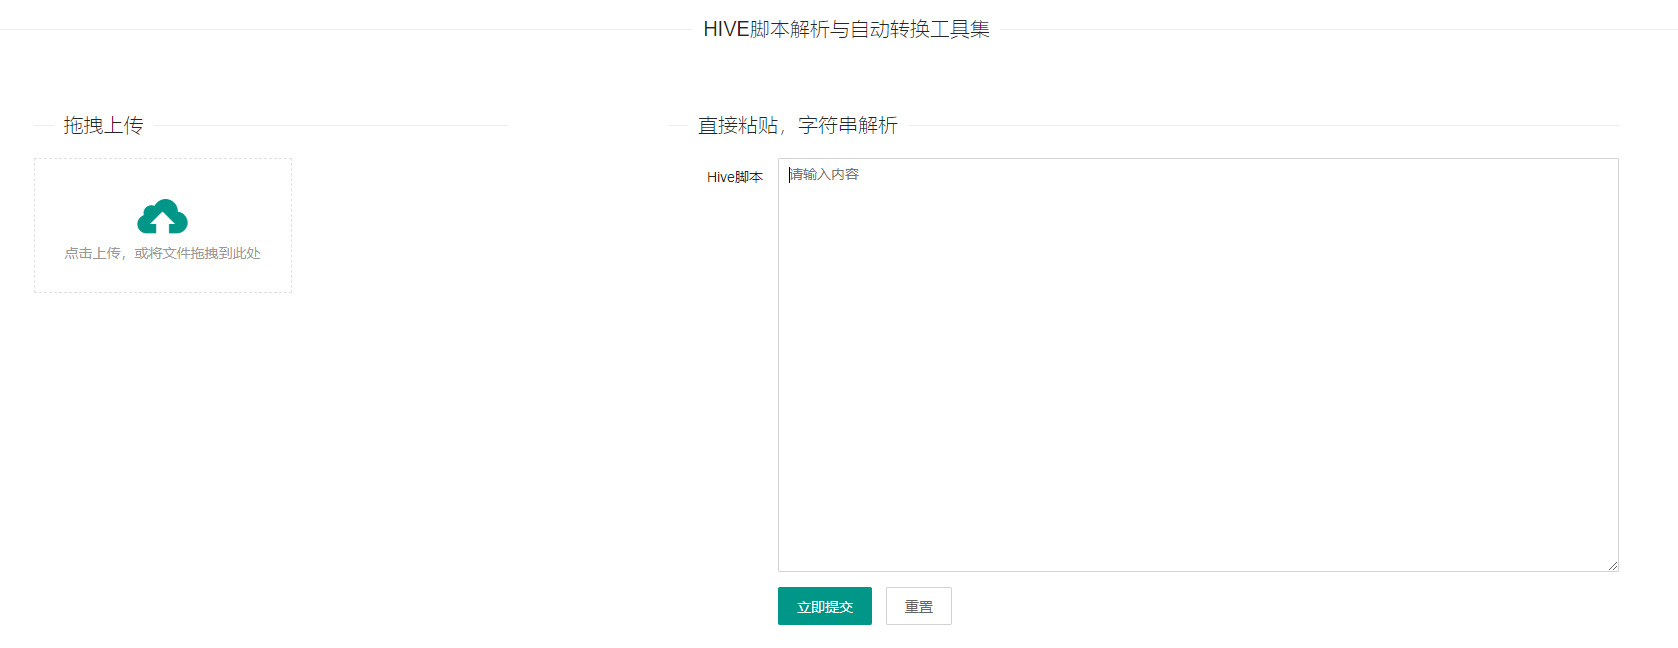 HIVE脚本解析与自动转换工具集
拖拽上传
点击上传，或将文件拖拽到此处
直接粘贴，字符串解析
Hive脚本
请输入内容
立即提交
重置